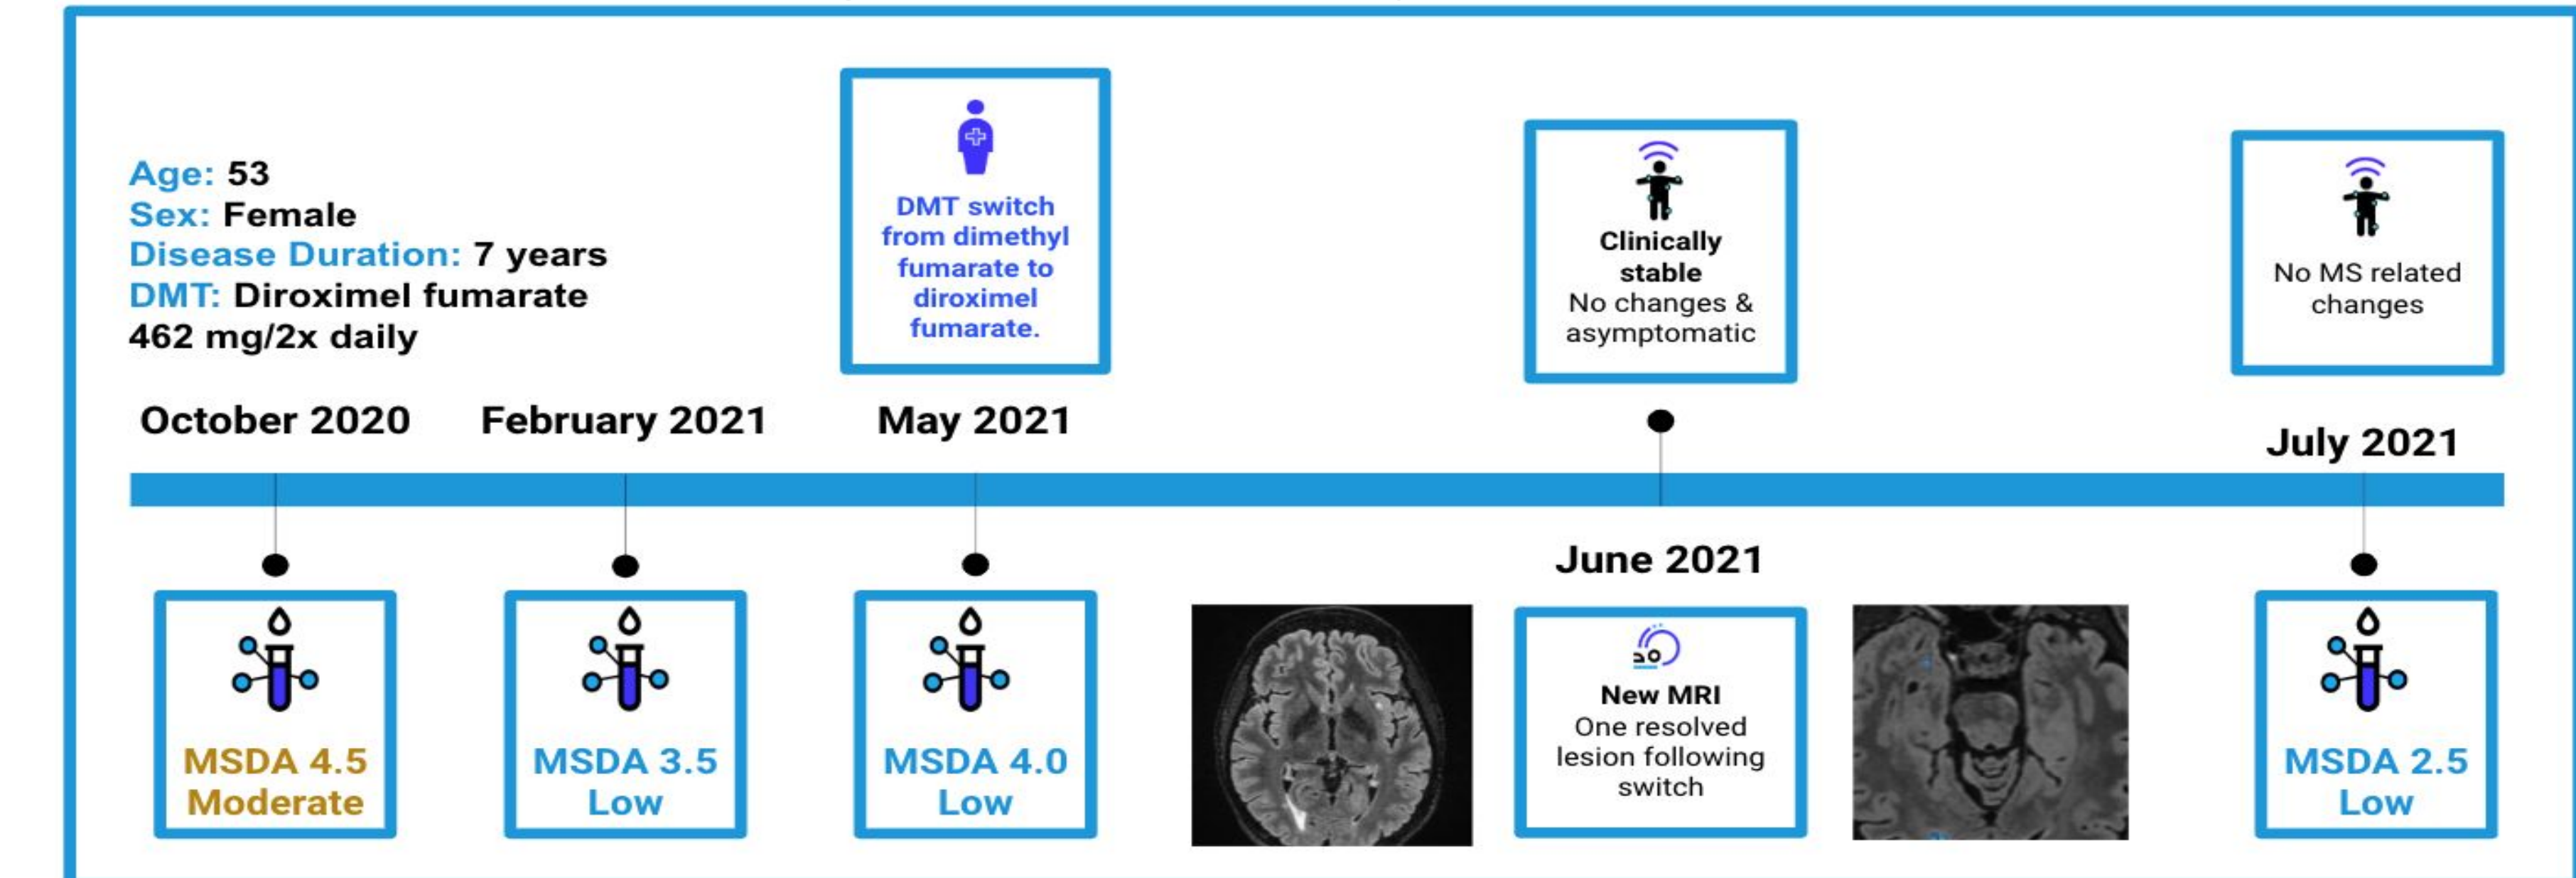 Age: 53
Sex: Female
Disease Duration: 7 years
DMT: Diroximel fumarate
462 mg/2x daily
DMT switch
from dimethyl
fumarate to
diroximel
fumarate.
Clinically
stable
No changes &
asymptomatic
No MS related
changes
October 2020
February 2021
May 2021
July 2021
June 2021
MSDA 4.5
Moderate
MSDA 3.5
Low
MSDA 4.0
Low
New MRI
One resolved
lesion following
switch
MSDA 2.5
Low